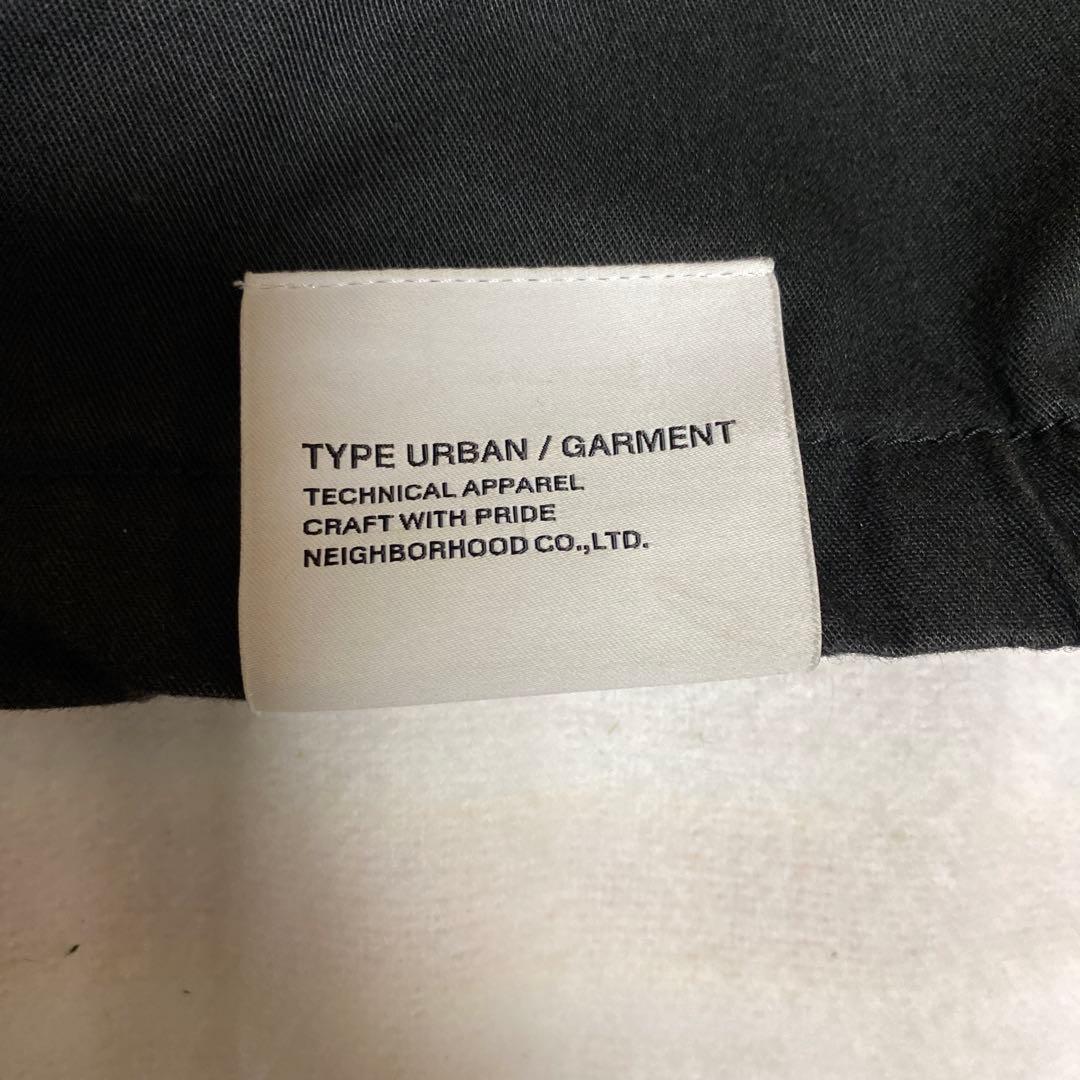 TYPE URBAN / GARMENT
TECHNICAL APPAREL
CRAFT WITH PRIDE
NEIGHBORHOOD CO.,LTD.